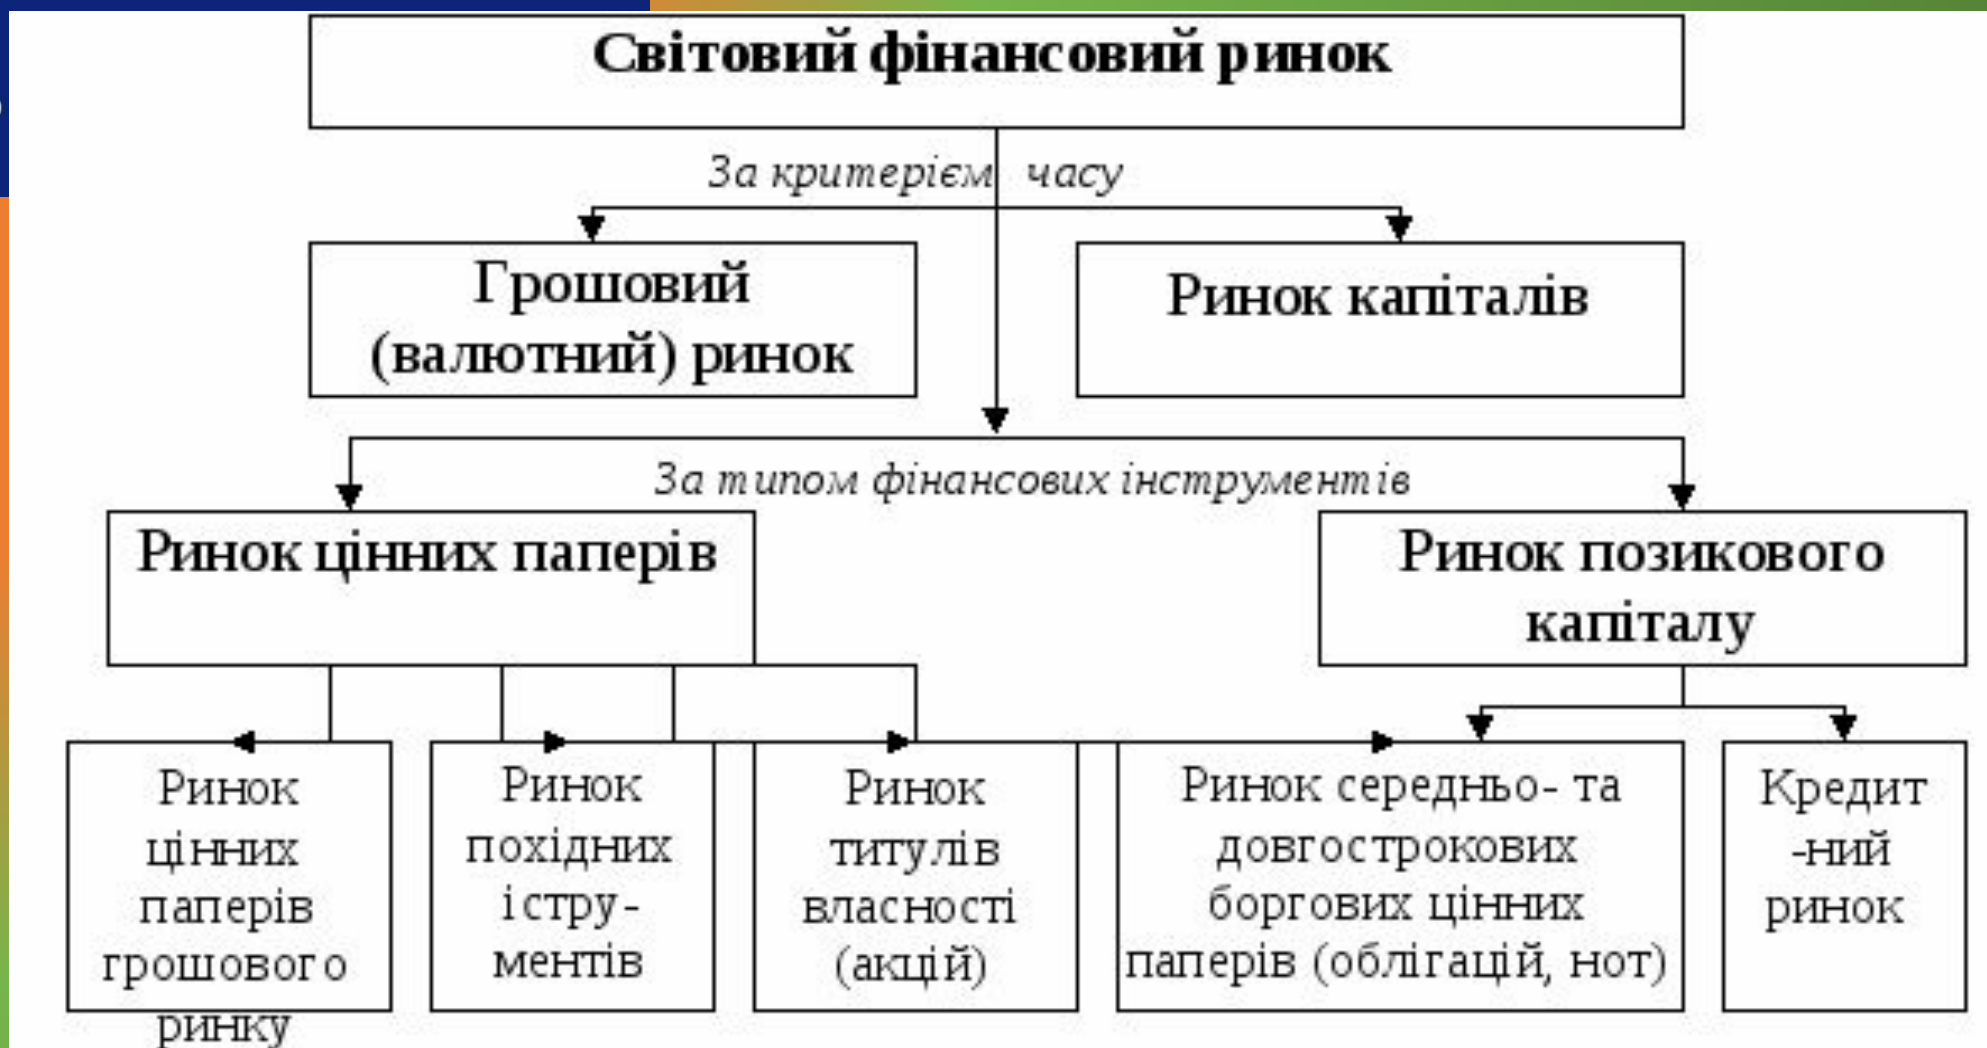 Світовий фінансовий ринок
За критерієм часу
Грошовий
(валютний) ринок
Ринок капіталів
За типом фінансових інструментів
Ринок цінних паперів
Ринок позикового
капіталу
Ринок
цінних
паперів
грошового
ринку
Ринок
похідних
істру-
ментів
Ринок
титулів
власності
(акцій)
Ринок середньо- та
довгострокових
боргових цінних
паперів (облігацій, нот)
Кредит
-ний
ринок